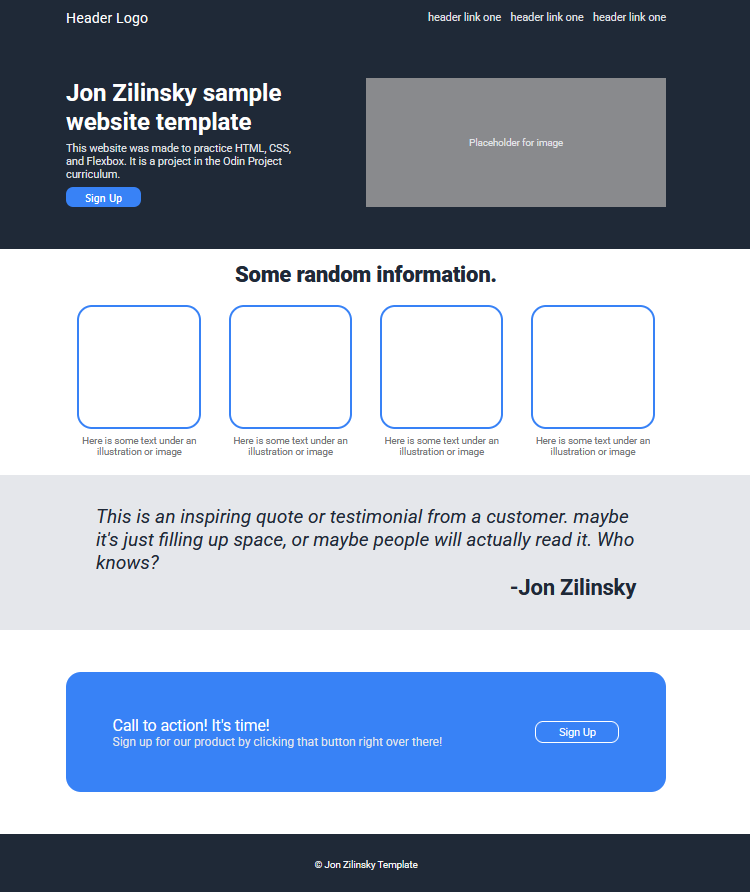 Header Logo
header link one header link one header link one
Jon Zilinsky sample
website template
This website was made to practice HTML, CSS,
and Flexbox. It is a project in the Odin Project
curriculum.
Sign Up
Placeholder for image
Some random information.
Here is some text under an
illustration or image
Here is some text under an
illustration or image
Here is some text under an
illustration or image
Here is some text under an
illustration or image
This is an inspiring quote or testimonial from a customer. maybe
it's just filling up space, or maybe people will actually read it. Who
knows?
-Jon Zilinsky
Call to action! It's time!
Sign up for our product by clicking that button right over there!
Sign Up
© Jon Zilinsky Template